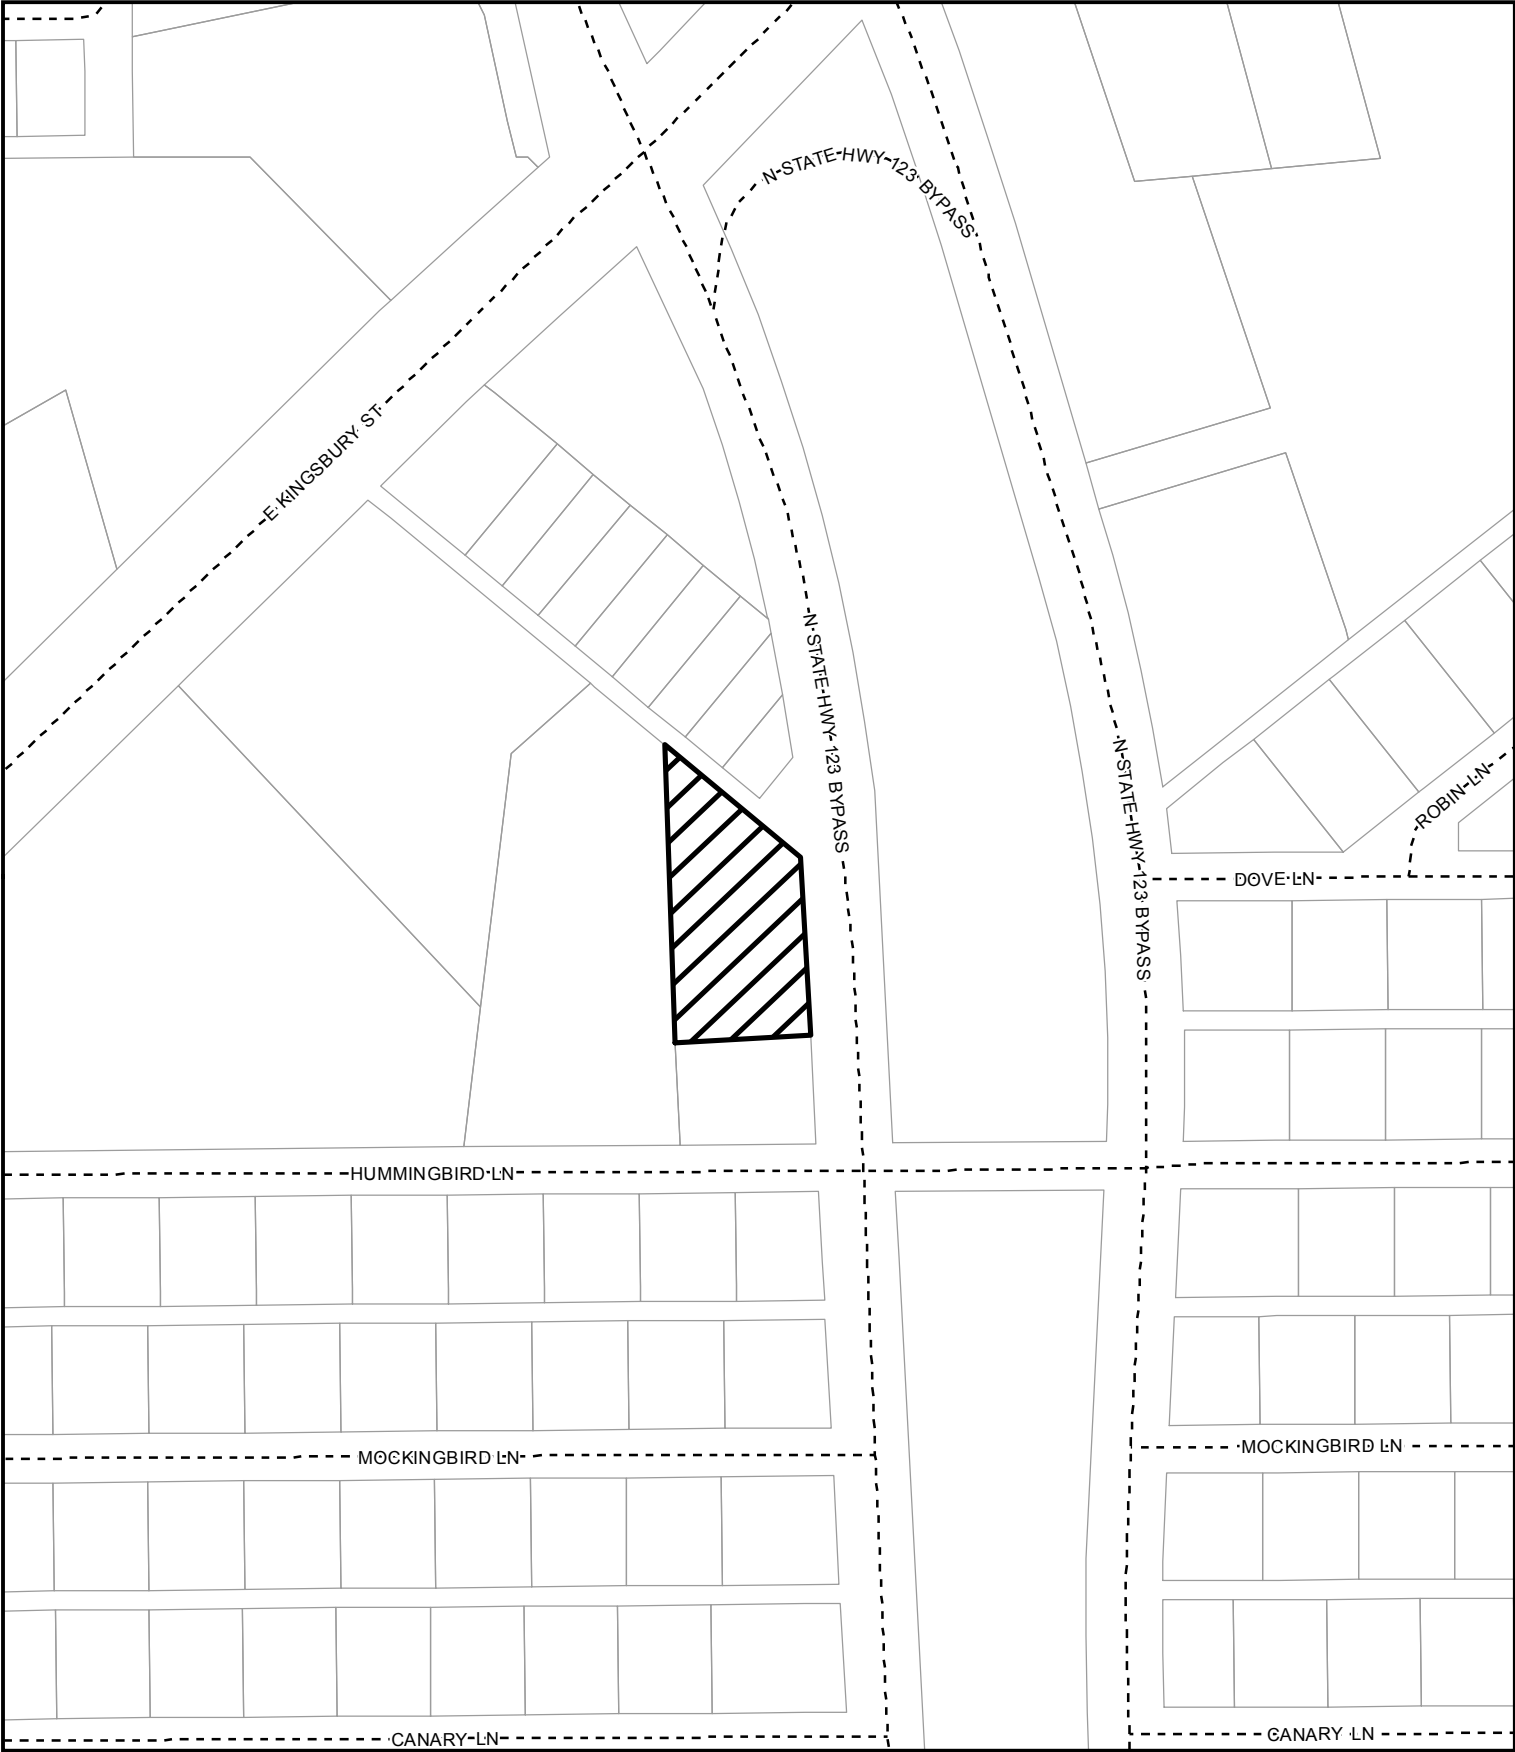 N STATE HWY 123 BYPASS
E KINGSBURY ST
N STATE HWY 123 BYPASS
N STATE HWY 123 BYPASS
ROBIN LN
DOVE LN
HUMMINGBIRD LN
MOCKINGBIRD LN
MOCKINGBIRD LN
CANARY LN
CANARY LN